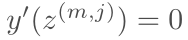 y′(z^{(m,j)}) = 0